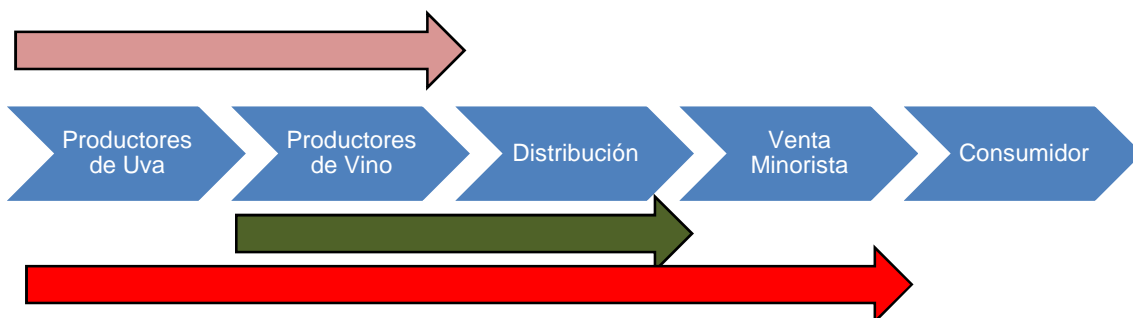 Productores
de Uva
Productores
de Vino
Distribución
Venta
Minorista
Consumidor